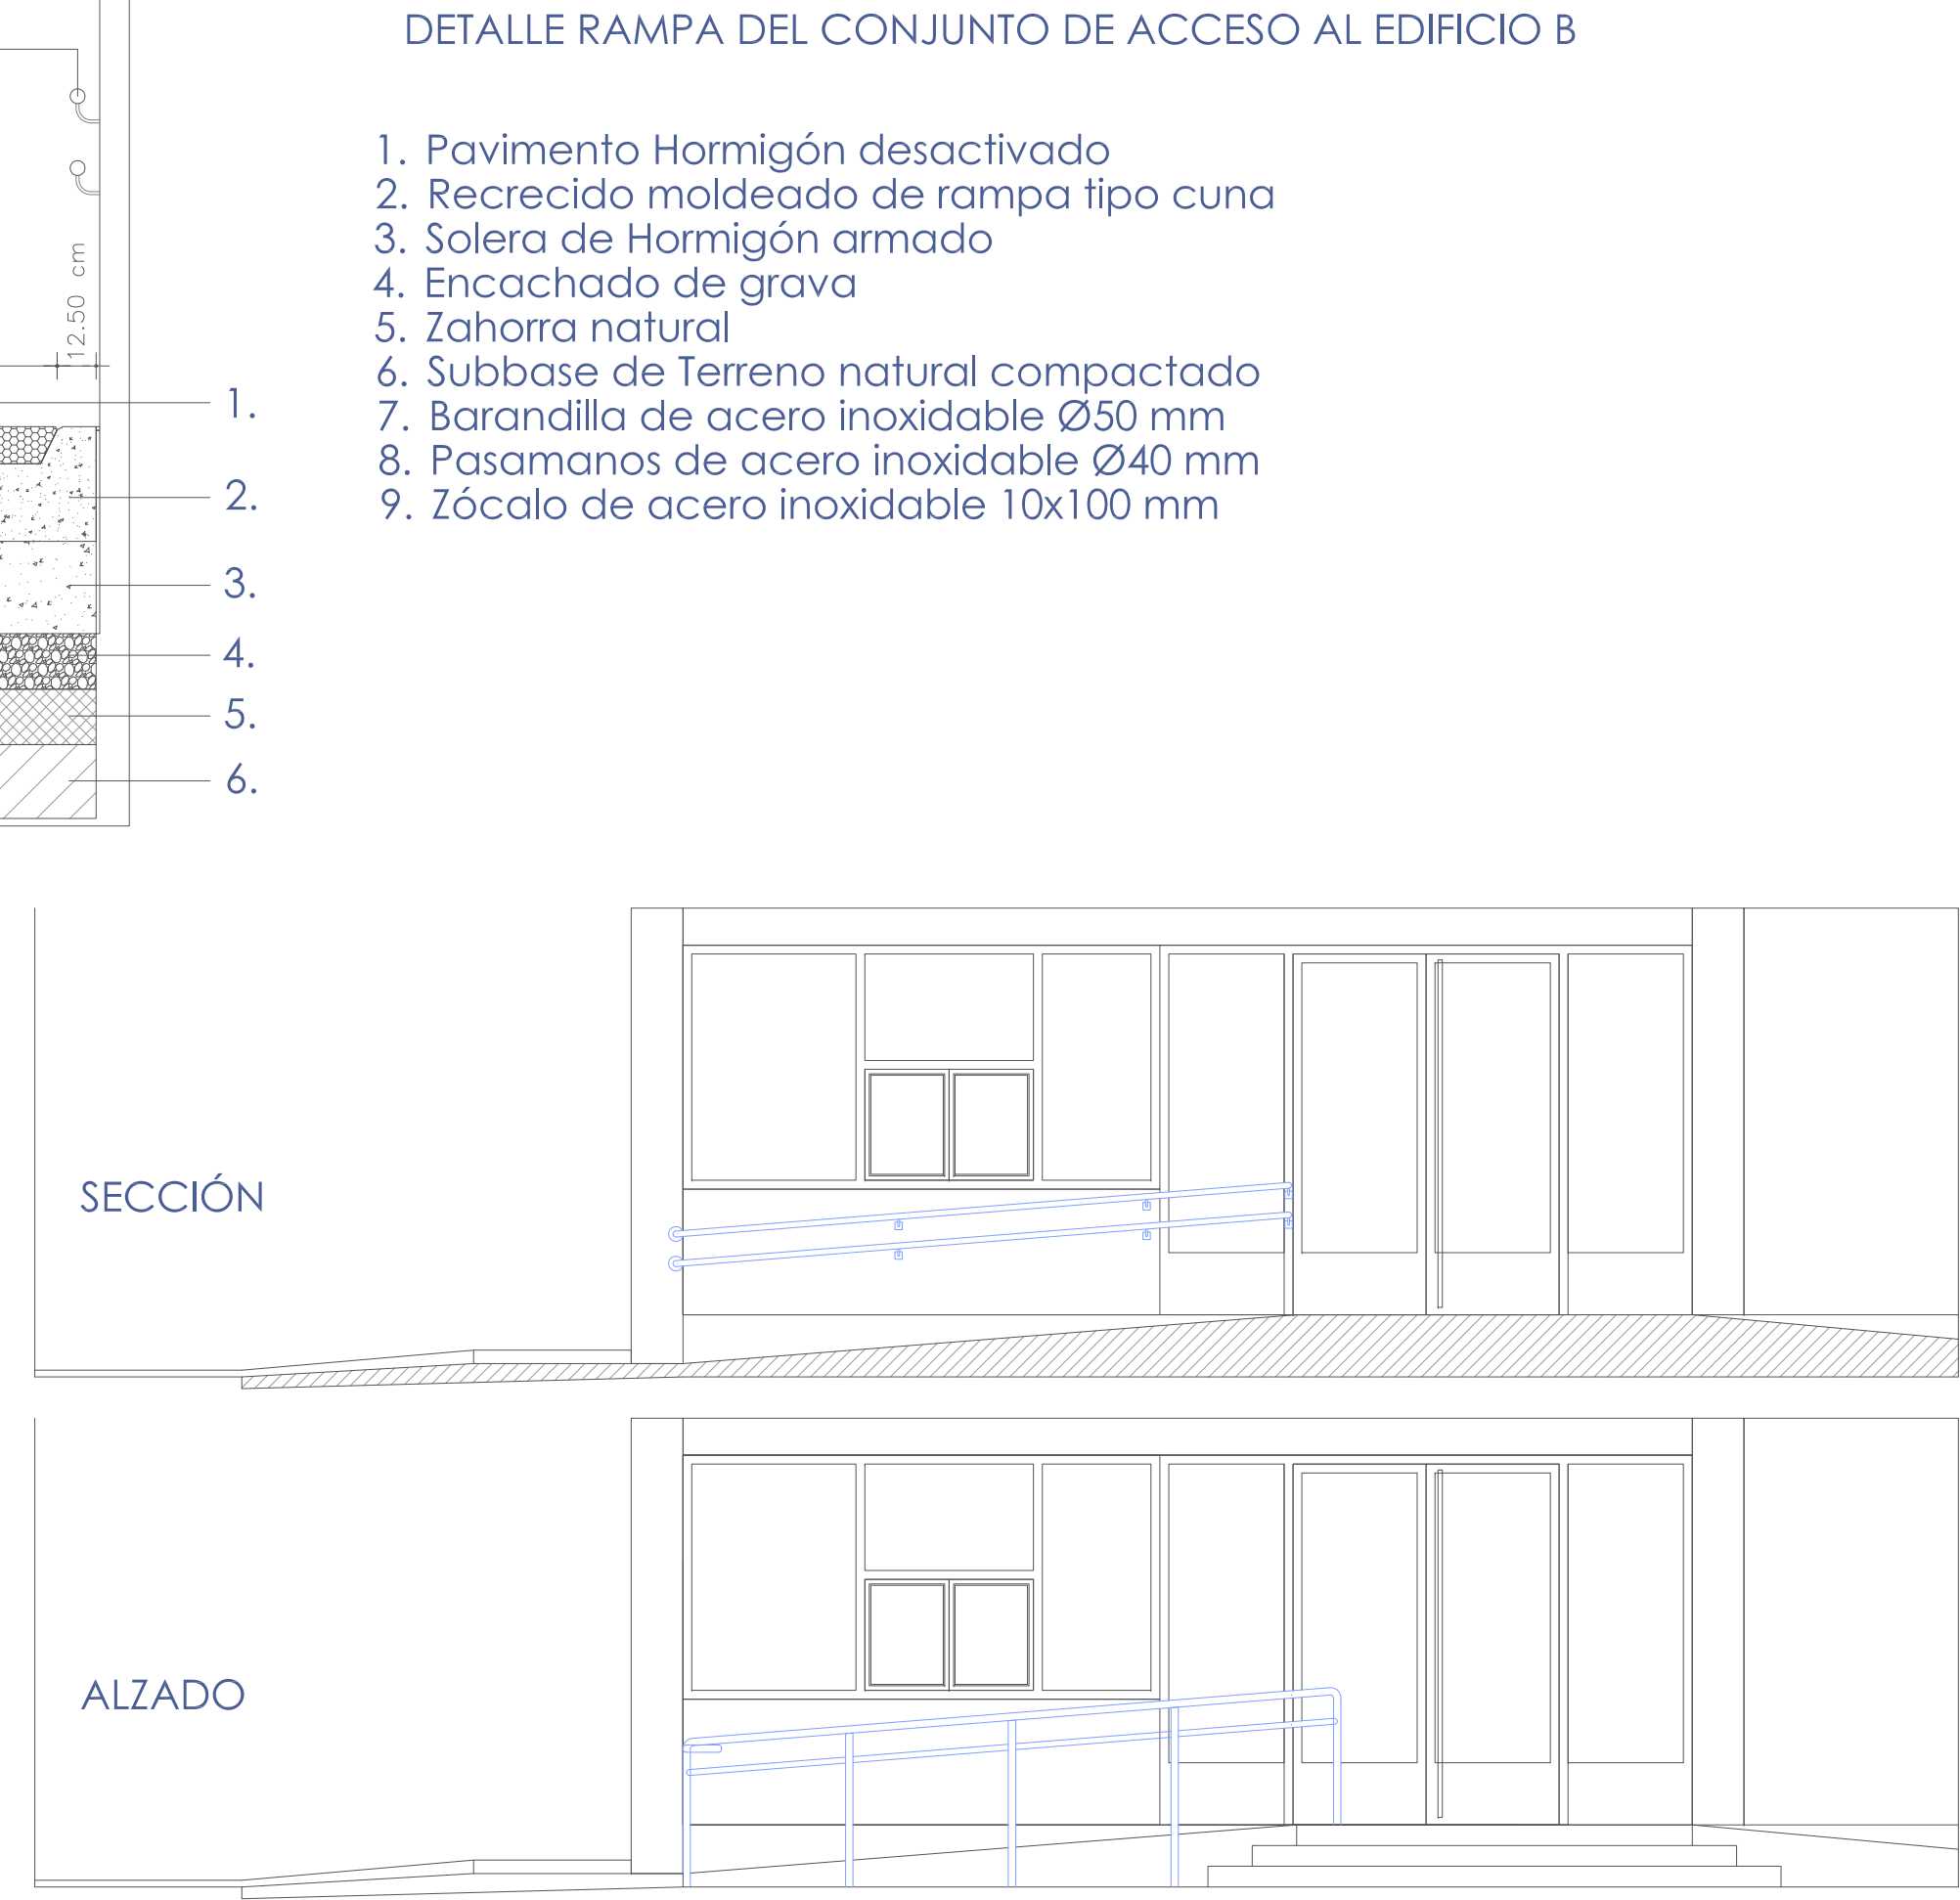 DETALLE RAMPA DEL CONJUNTO DE ACCESO AL EDIFICIO B
1. Pavimento Hormigón desactivado
2. Recrecido moldeado de rampa tipo cuna
3. Solera de Hormigón armado
4. Encachado de grava
5. Zahorra natural
6. Subbase de Terreno natural compactado
7. Barandilla de acero inoxidable Ø50 mm
8. Pasamanos de acero inoxidable Ø40 mm
9. Zócalo de acero inoxidable 10x100 mm
12.50 cm
1.
2.
3.
4.
5.
6.
SECCIÓN
ALZADO